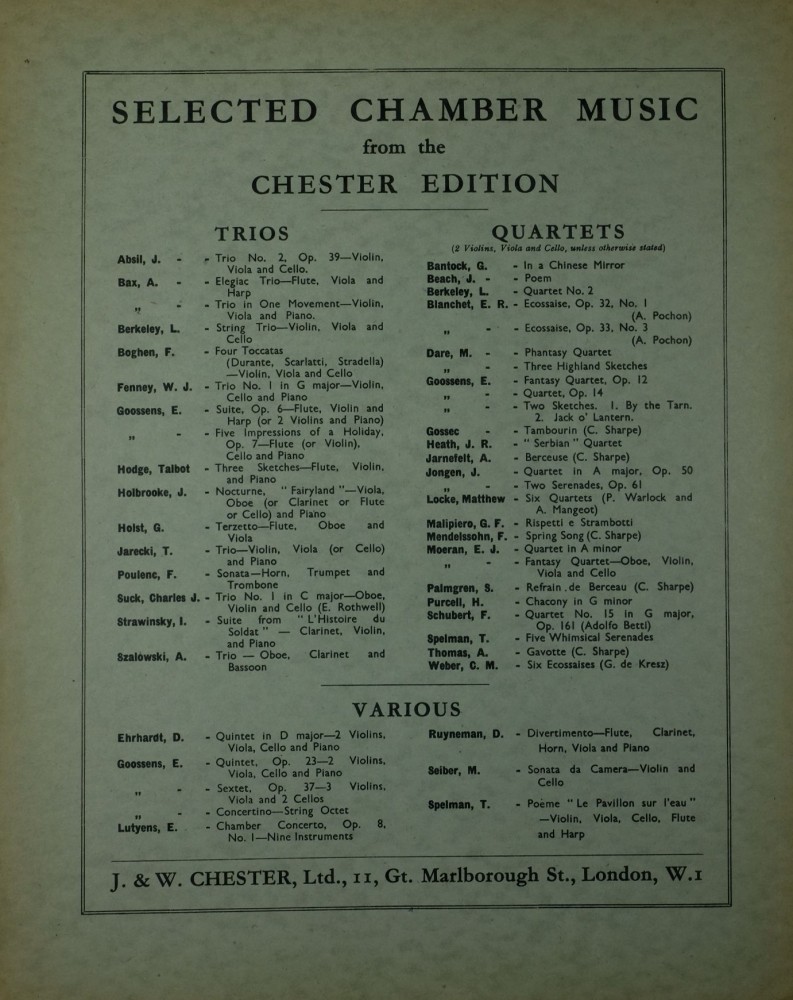 SELECTED CHAMBER MUSIC
from the
CHESTER EDITION
TRIOS
Absil, J. - - Trio No. 2, Op. 39—Violin,
Viola and Cello.
Bax, A. - - Elegiac Trio—Flute, Viola and
Harp
„ - - Trio in One Movement—Violin,
Viola and Piano.
Berkeley, L. - String Trio—Violin, Viola and
Cello
Boghen, F. - Four Toccatas
(Durante, Scarlatti, Stradella)
—Violin, Viola and Cello
Fenney, W. J. - Trio No. 1 in G major—Violin,
Cello and Piano
Goossens, E. - Suite, Op. 6—Flute, Violin and
Harp (or 2 Violins and Piano)
„ - - Five Impressions of a Holiday,
Op. 7—Flute (or Violin),
Cello and Piano
Hodge, Talbot - Three Sketches—Flute, Violin,
and Piano
Holbrooke, J. - Nocturne, "Fairyland"—Viola,
Oboe (or Clarinet or Flute
or Cello) and Piano
Holst, G. - Terzetto—Flute, Oboe and
Viola
Jarecki, T. - Trio—Violin, Viola (or Cello)
and Piano
Poulenc, F. - Sonata—Horn, Trumpet and
Trombone
Suck, Charles J. - Trio No. 1 in C major—Oboe,
Violin and Cello (E. Rothwell)
Strawinsky, I. - Suite from "L'Histoire du
Soldat" — Clarinet, Violin,
and Piano
Szalowski, A. - Trio — Oboe, Clarinet and
Bassoon
QUARTETS
(2 Violins, Viola and Cello, unless otherwise stated)
Bantock, G. - In a Chinese Mirror
Beach, J. - - Poem
Berkeley, L. - Quartet No. 2
Blanchet, E. R. - Ecossaise, Op. 32, No. 1
(A. Pochon)
„ - - Ecossaise, Op. 33, No. 3
(A. Pochon)
Dare, M. - - Phantasy Quartet
„ - - Three Highland Sketches
Goossens, E. - Fantasy Quartet, Op. 12
„ - - Quartet, Op. 14
„ - - Two Sketches. 1. By the Tarn.
2. Jack o' Lantern.
Gossec - - Tambourin (C. Sharpe)
Heath, J. R. - "Serbian" Quartet
Jarnefelt, A. - Berceuse (C. Sharpe)
Jongen, J. - Quartet in A major, Op. 50
„ - - Two Serenades, Op. 61
Locke, Matthew - Six Quartets (P. Warlock and
A. Mangeot)
Malipiero, G. F. - Rispetti e Strambotti
Mendelssohn, F. - Spring Song (C. Sharpe)
Moeran, E. J. - Quartet in A minor
„ - - Fantasy Quartet—Oboe, Violin,
Viola and Cello
Palmgren, S. - Refrain de Berceau (C. Sharpe)
Purcell, H. - Chacony in G minor
Schubert, F. - Quartet No. 15 in G major,
Op. 161 (Adolfo Betti)
Spelman, T. - Five Whimsical Serenades
Thomas, A. - Gavotte (C. Sharpe)
Weber, C. M. - Six Ecossaises (G. de Kresz)
VARIOUS
Ehrhardt, D. - Quintet in D major—2 Violins,
Viola, Cello and Piano
Goossens, E. - Quintet, Op. 23—2 Violins,
Viola, Cello and Piano
„ - - Sextet, Op. 37—3 Violins,
Viola and 2 Cellos
„ - - Concertino—String Octet
Lutyens, E. - Chamber Concerto, Op. 8,
No. 1—Nine Instruments
Ruyneman, D. - Divertimento—Flute, Clarinet,
Horn, Viola and Piano
Seiber, M. - Sonata da Camera—Violin and
Cello
Spelman, T. - Poème "Le Pavillon sur l'eau"
—Violin, Viola, Cello, Flute
and Harp
J. & W. CHESTER, Ltd., 11, Gt. Marlborough St., London, W.1